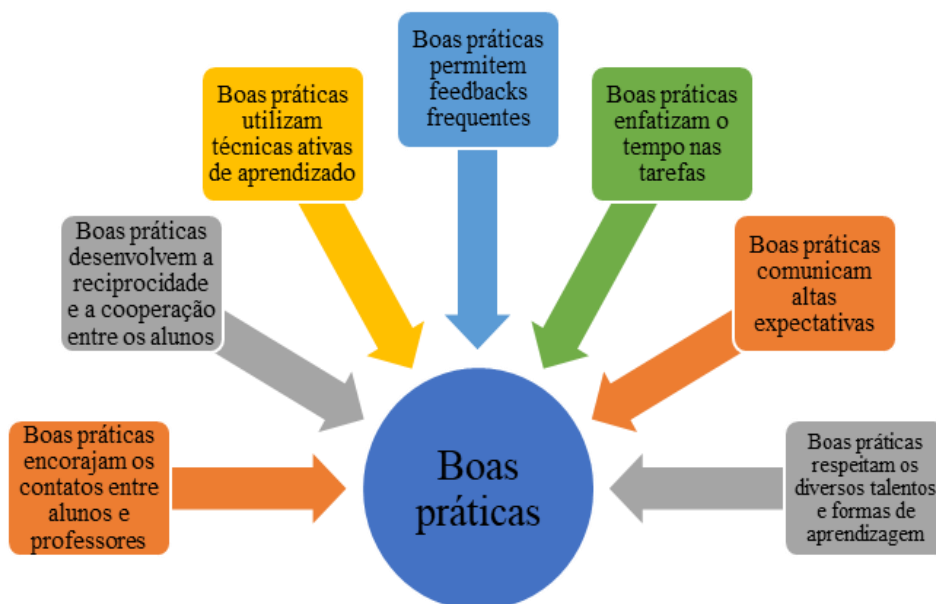 Boas práticas
encorajam os
contatos entre
alunos e
professores
Boas práticas
desenvolvem a
reciprocidade
e a cooperação
entre os alunos
Boas práticas
utilizam
técnicas ativas
de aprendizado
Boas práticas
permitem
feedbacks
frequentes
Boas práticas
enfatizam o
tempo nas
tarefas
Boas práticas
comunicam
altas
expectativas
Boas práticas
respeitam os
diversos talentos
e formas de
aprendizagem
Boas
práticas